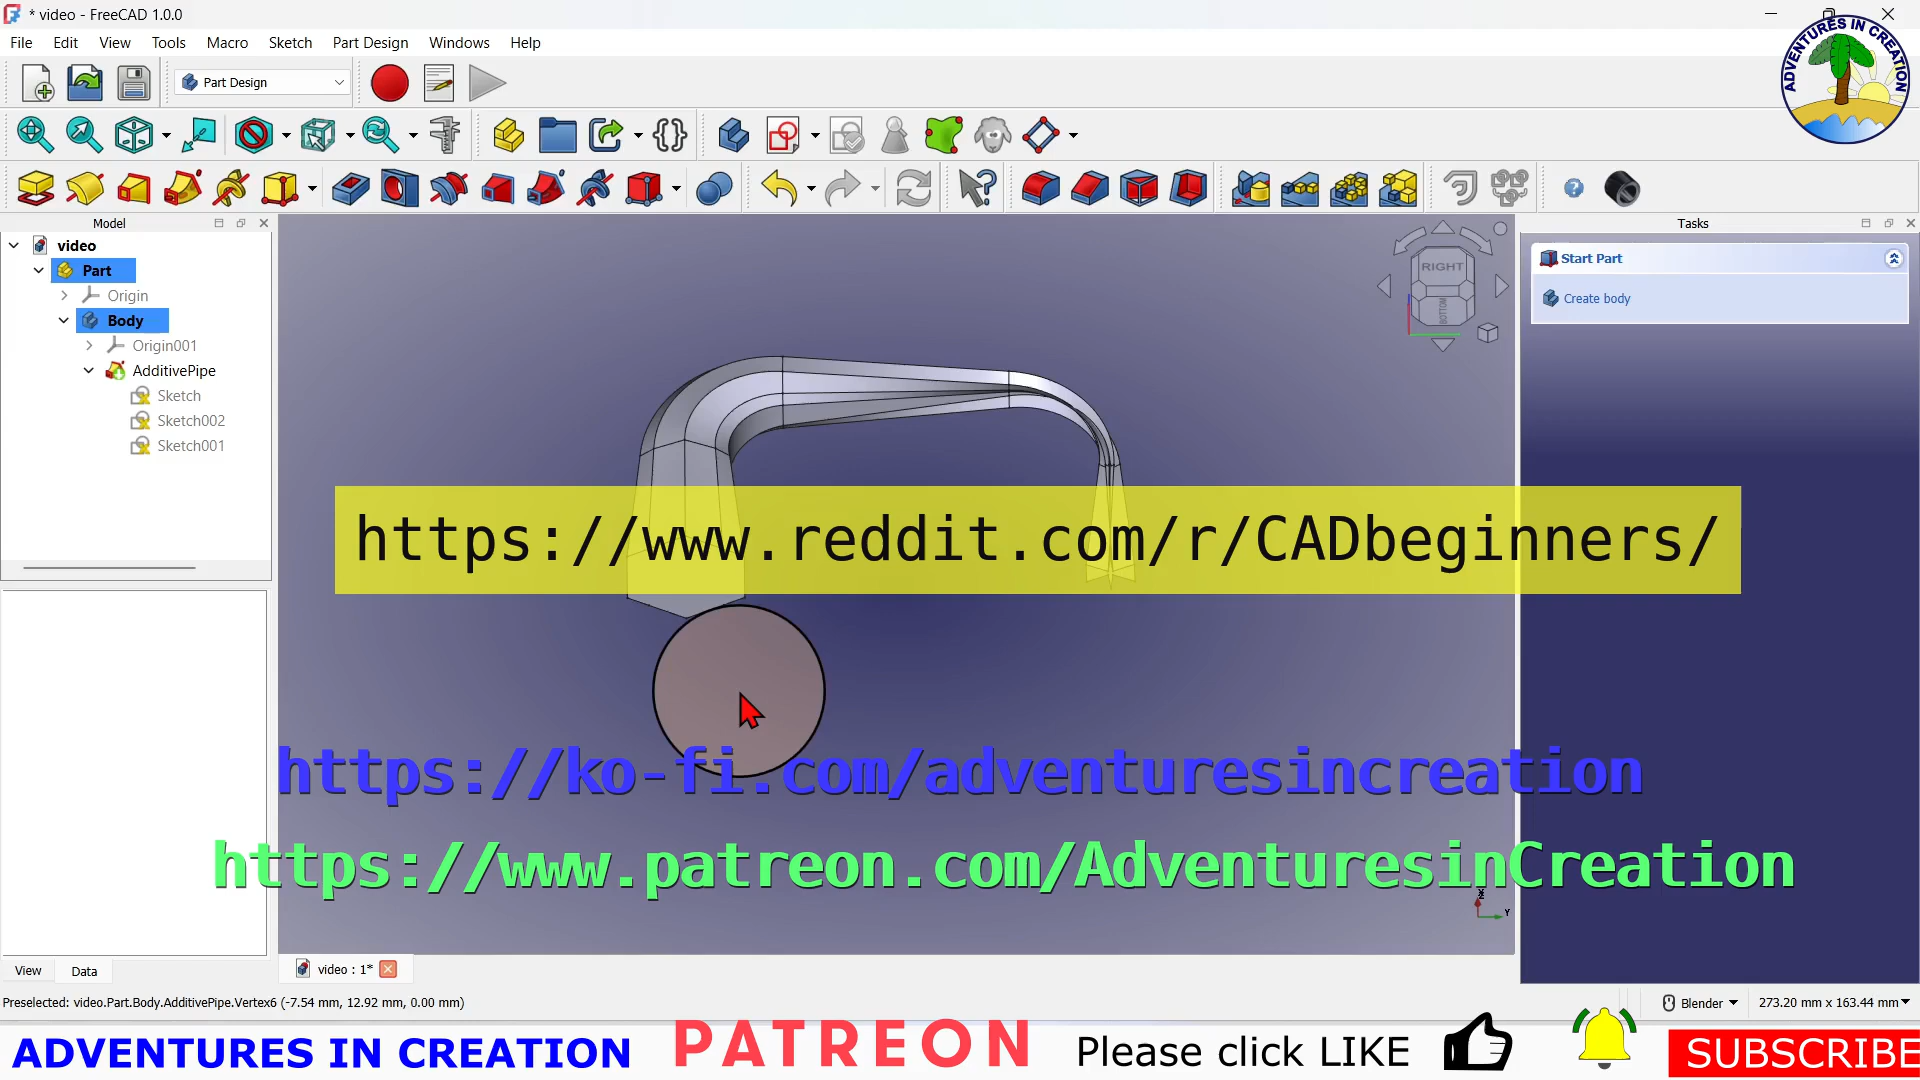 * video - FreeCAD 1.0.0
File Edit View Tools Macro Sketch Part Design Windows Help
ADVENTURES IN CREATION
Part Design
Model
Tasks
video
Part
Origin
Body
Origin001
AdditivePipe
Sketch
Sketch002
Sketch001
RIGHT
BOTTOM
Start Part
Create body
https://www.reddit.com/r/CADbeginners/
https://ko-fi.com/adventuresincreation
https://www.patreon.com/AdventuresinCreation
Y
View Data
video : 1*
Preselected: video.Part.Body.AdditivePipe.Vertex6 (-7.54 mm, 12.92 mm, 0.00 mm)
Blender
273.20 mm x 163.44 mm
ADVENTURES IN CREATION
PATREON
Please click LIKE
SUBSCRIBE